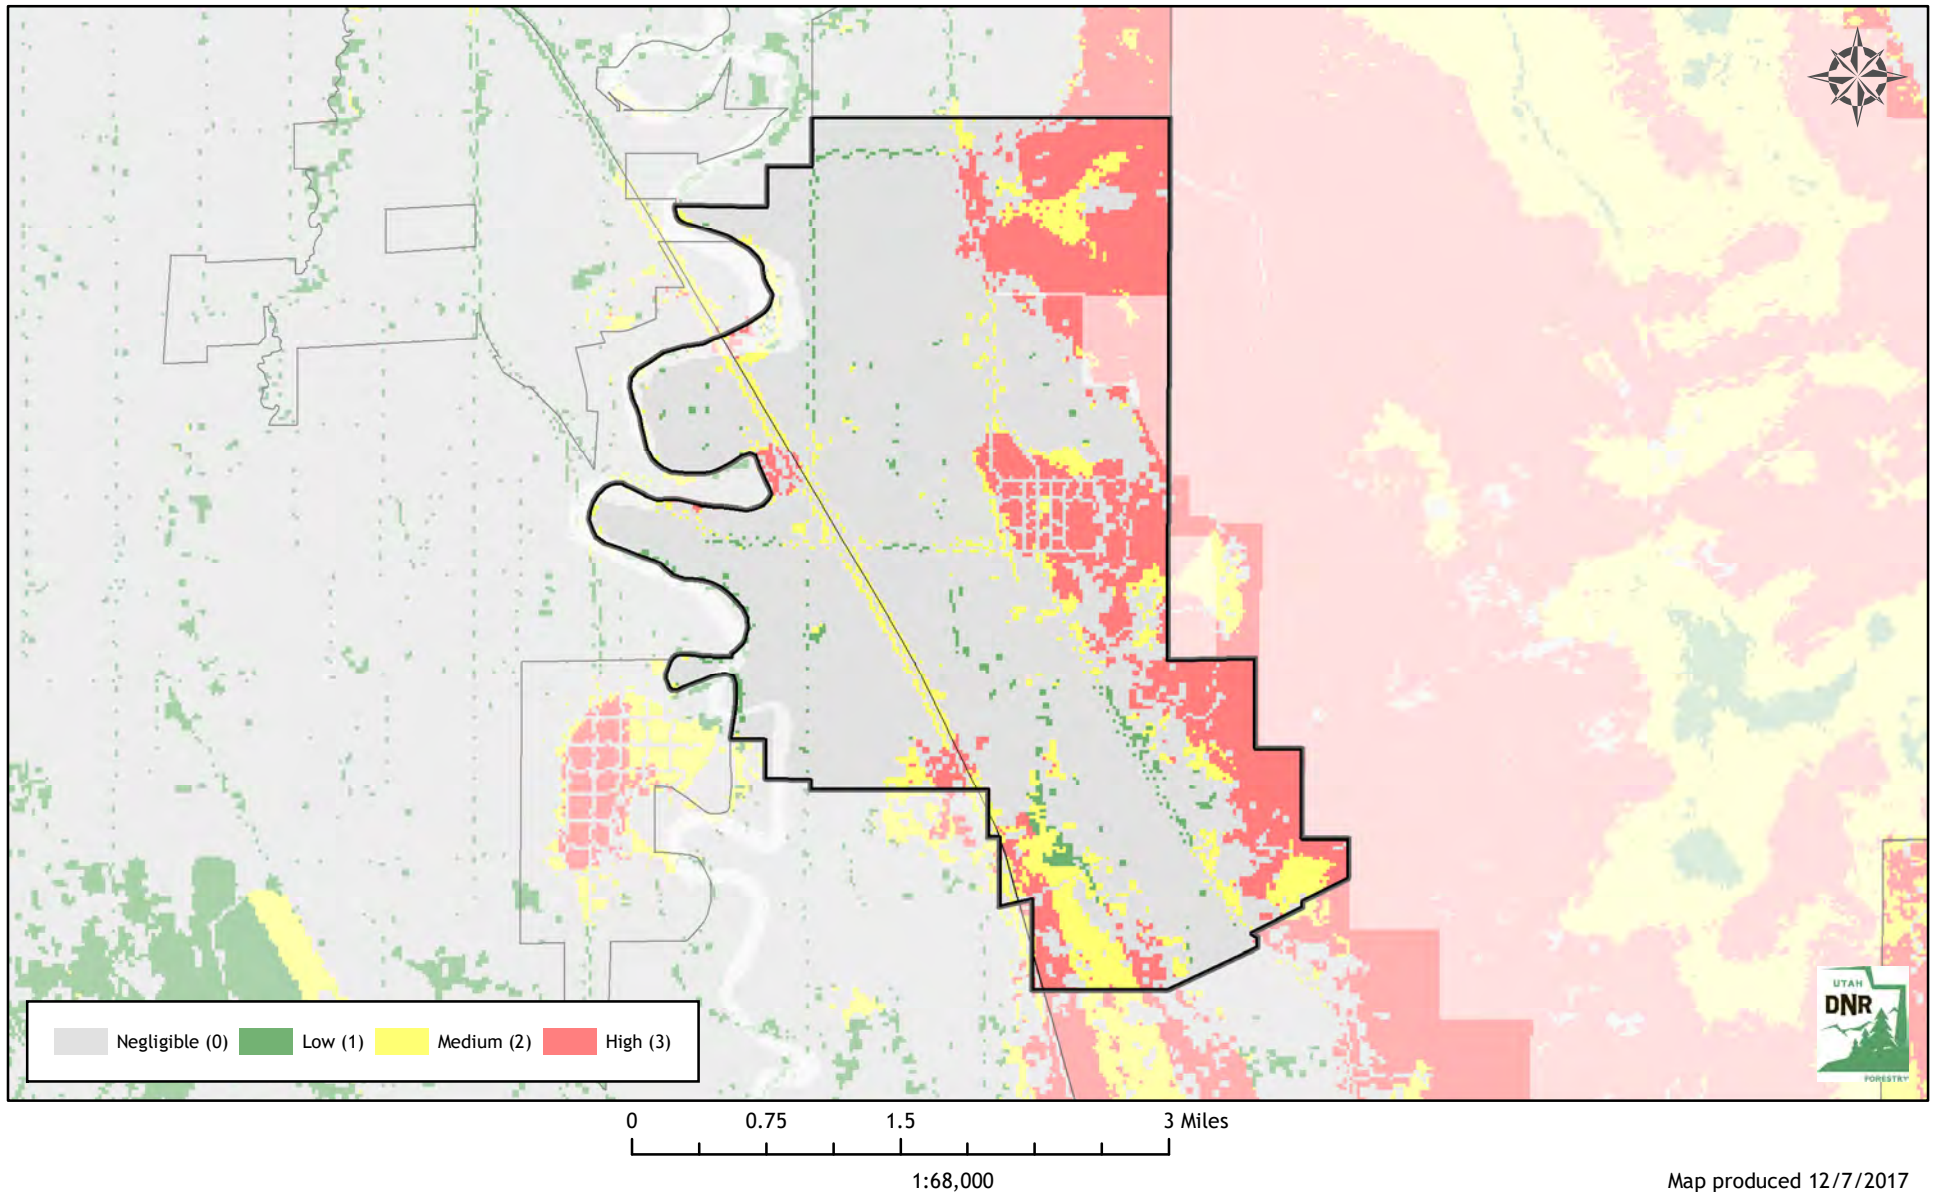 UTAH
DNR
FORESTRY
Negligible (0) Low (1) Medium (2) High (3)
0 0.75 1.5 3 Miles
1:68,000
Map produced 12/7/2017